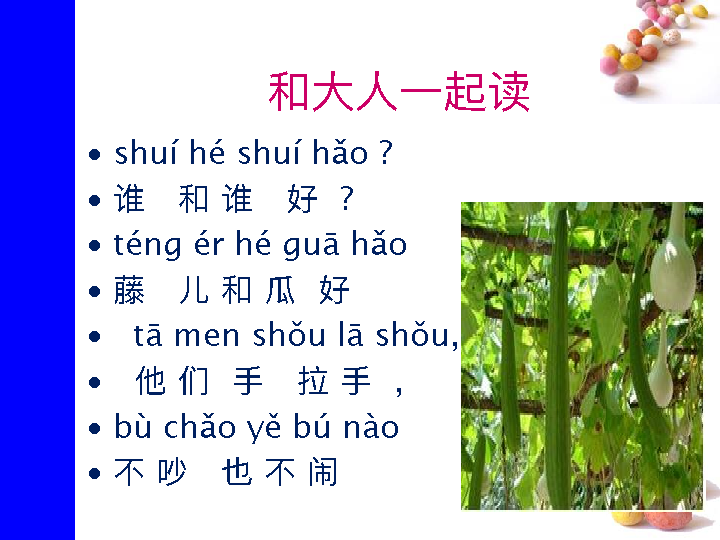 和大人一起读
• shuí hé shuí hǎo ?
• 谁 和 谁 好 ?
• téng ér hé guā hǎo
• 藤 儿 和 瓜 好
• tā men shǒu lā shǒu,
• 他 们 手 拉 手 ,
• bù chǎo yě bú nào
• 不 吵 也 不 闹